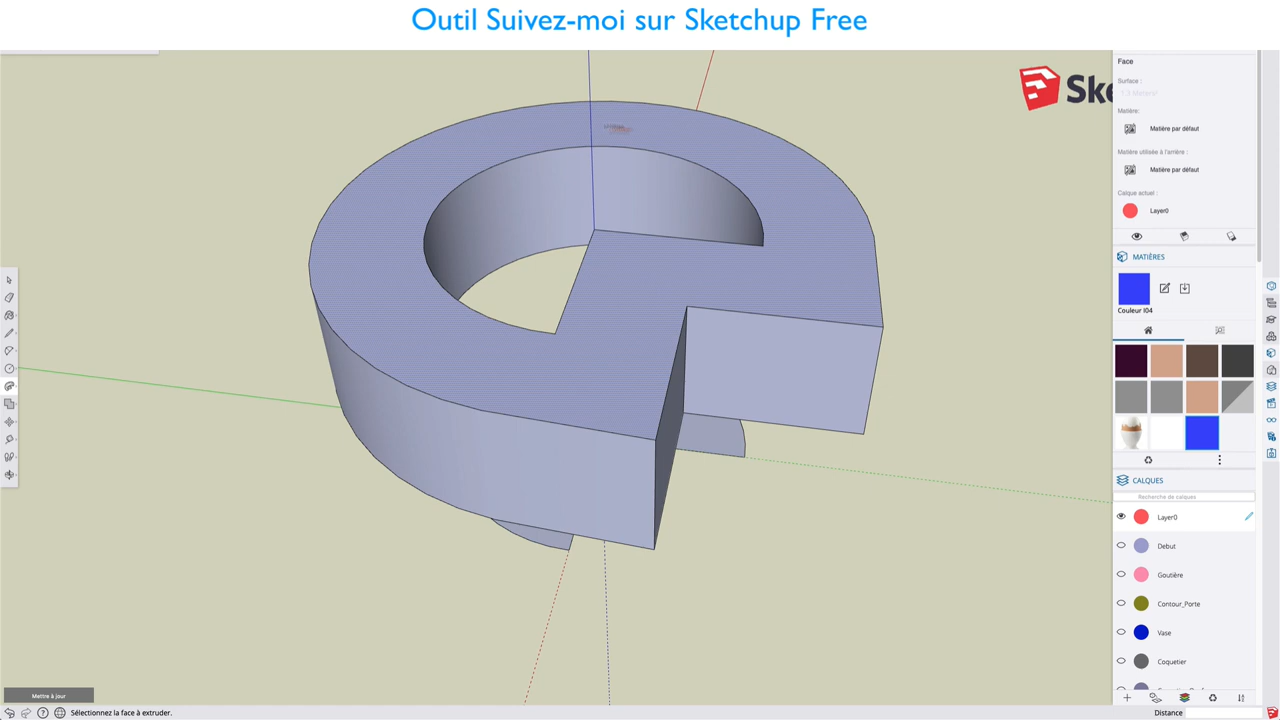 Outil Suivez-moi sur Sketchup Free
Face
Surface :
Matière:
Matière par défaut
Matière utilisée à l'arrière :
Matière par défaut
Calque actuel :
Layer0
MATIÈRES
Couleur I04
CALQUES
Recherche de calques
Layer0
Debut
Goutière
Contour_Porte
Vase
Coquetier
Mettre à jour
Sélectionnez la face à extruder.
Distance